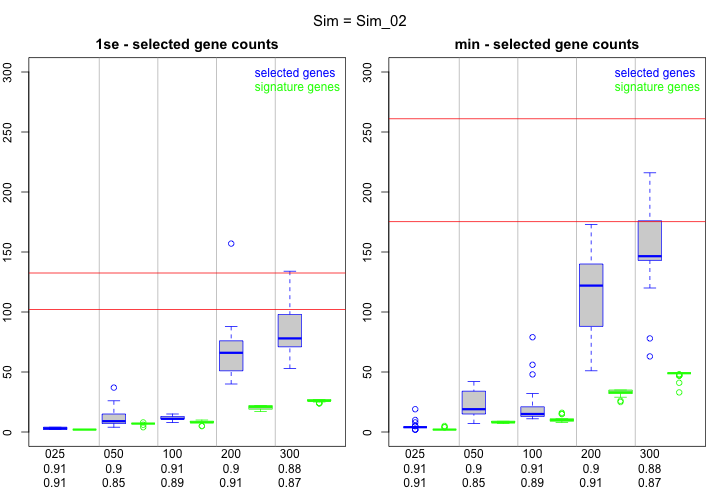 Sim = Sim_02
1se - selected gene counts
selected genes
signature genes
300
250
200
150
100
50
0
025 050 100 200 300
0.91 0.9 0.91 0.9 0.88
0.91 0.85 0.89 0.91 0.87
min - selected gene counts
selected genes
signature genes
300
250
200
150
100
50
0
025 050 100 200 300
0.91 0.9 0.91 0.9 0.88
0.91 0.85 0.89 0.91 0.87